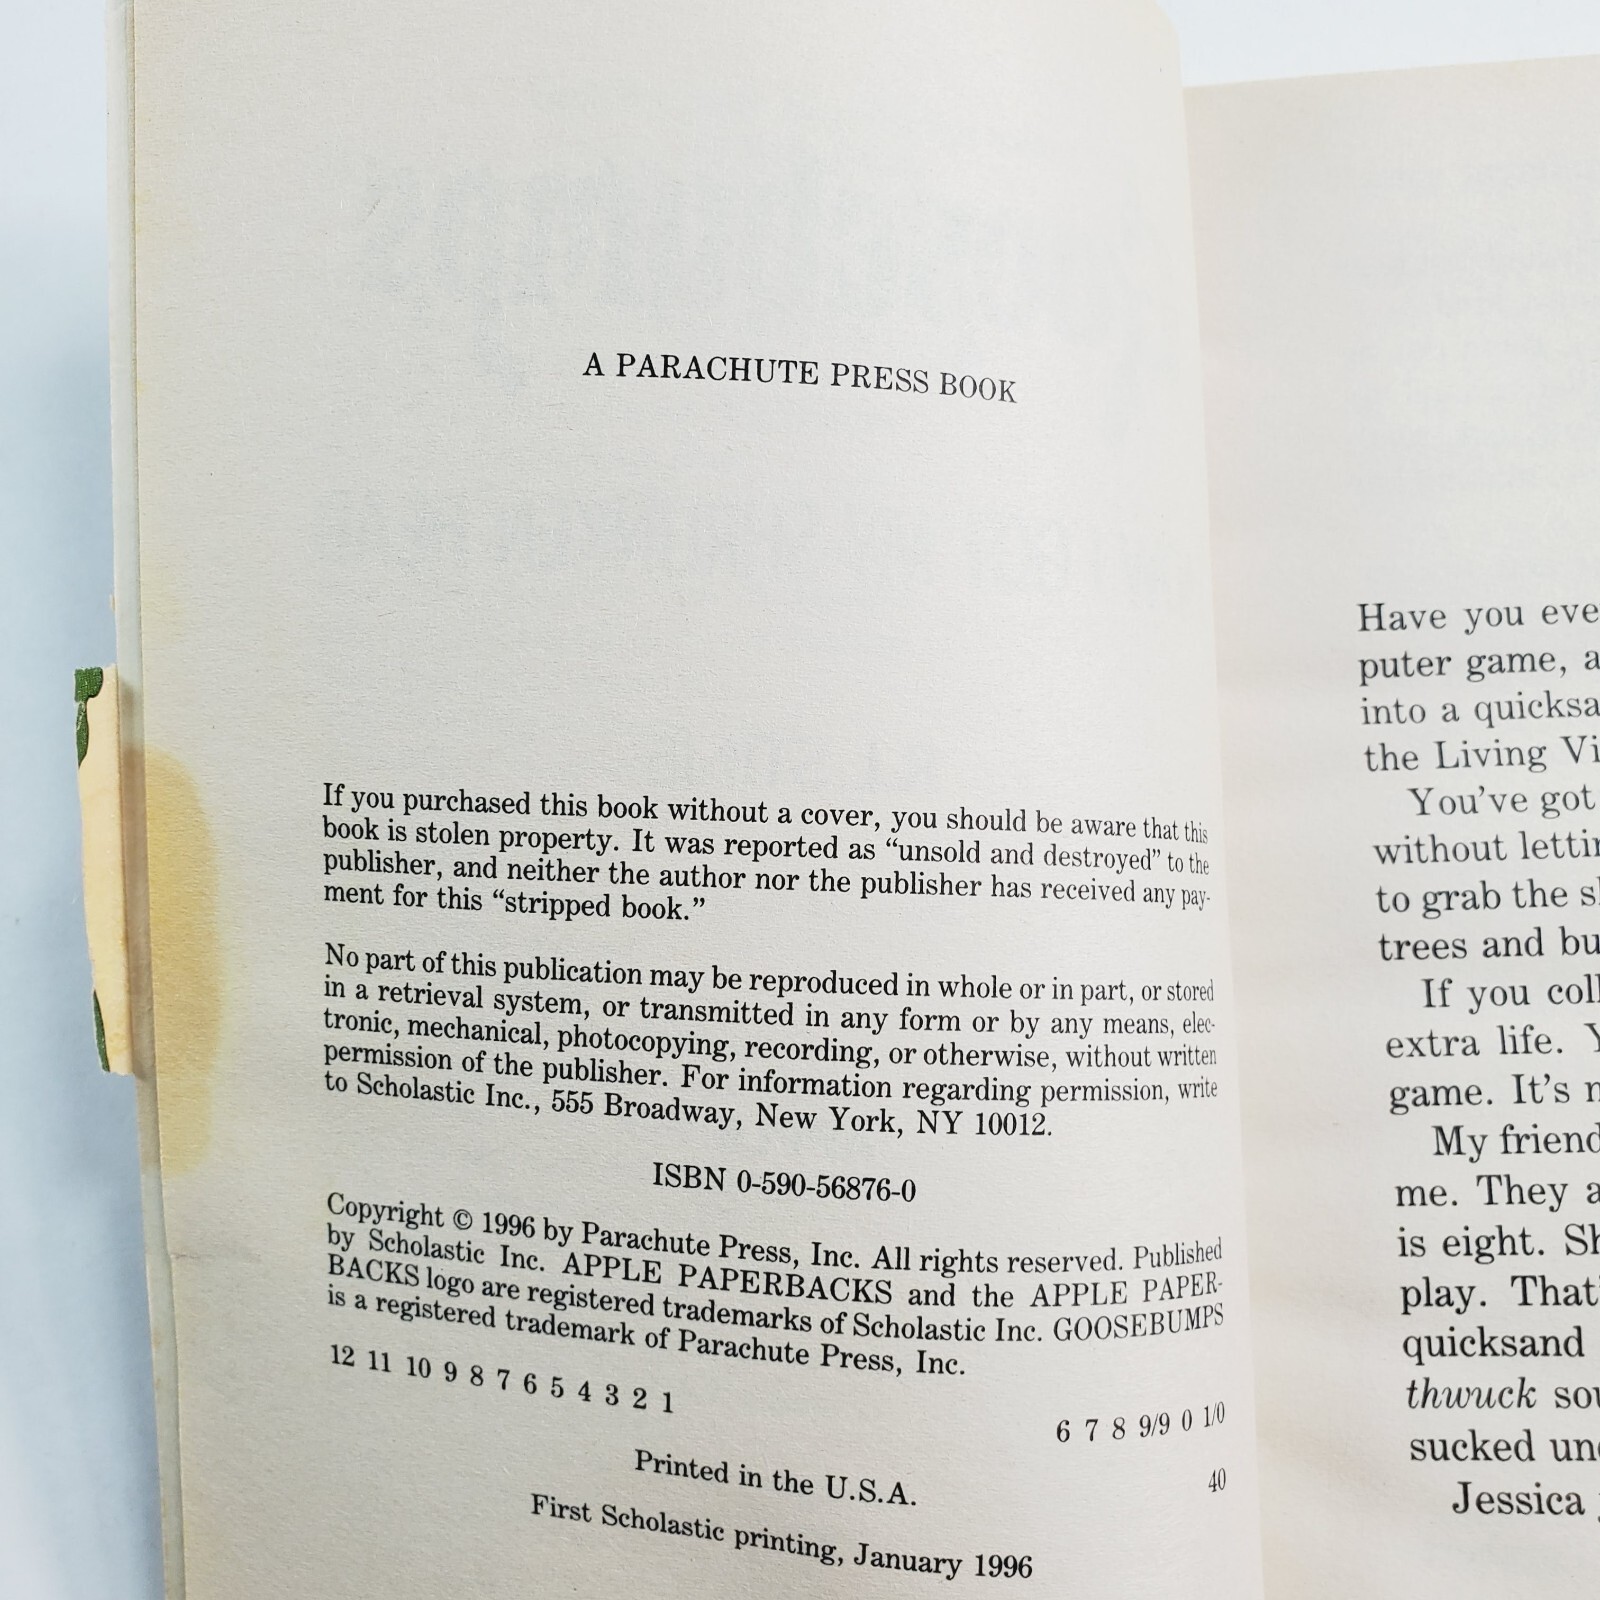 A PARACHUTE PRESS BOOK
If you purchased this book without a cover, you should be aware that this
book is stolen property. It was reported as “unsold and destroyed” to the
publisher, and neither the author nor the publisher has received any pay-
ment for this “stripped book.”
No part of this publication may be reproduced in whole or in part, or stored
in a retrieval system, or transmitted in any form or by any means, elec-
tronic, mechanical, photocopying, recording, or otherwise, without written
permission of the publisher. For information regarding permission, write
to Scholastic Inc., 555 Broadway, New York, NY 10012.
ISBN 0-590-56876-0
Copyright © 1996 by Parachute Press, Inc. All rights reserved. Published
by Scholastic Inc. APPLE PAPERBACKS and the APPLE PAPER-
BACKS logo are registered trademarks of Scholastic Inc. GOOSEBUMPS
is a registered trademark of Parachute Press, Inc.
12 11 10 9 8 7 6 5 4 3 2 1
6 7 8 9/9 0 1/0
Printed in the U.S.A.
40
First Scholastic printing, January 1996
Have you eve
puter game, a
into a quicksa
the Living Vi
You’ve got
without lettin
to grab the s
trees and bu
If you coll
extra life. Y
game. It’s n
My friend
me. They a
is eight. Sh
play. That’
quicksand
thwuck sou
sucked und
Jessica